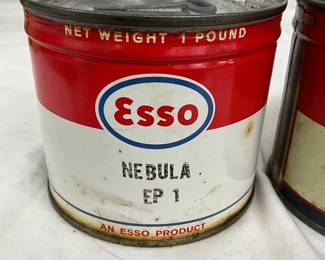 NET WEIGHT 1 POUND
Esso
NEBULA
EP 1
AN ESSO PRODUCT